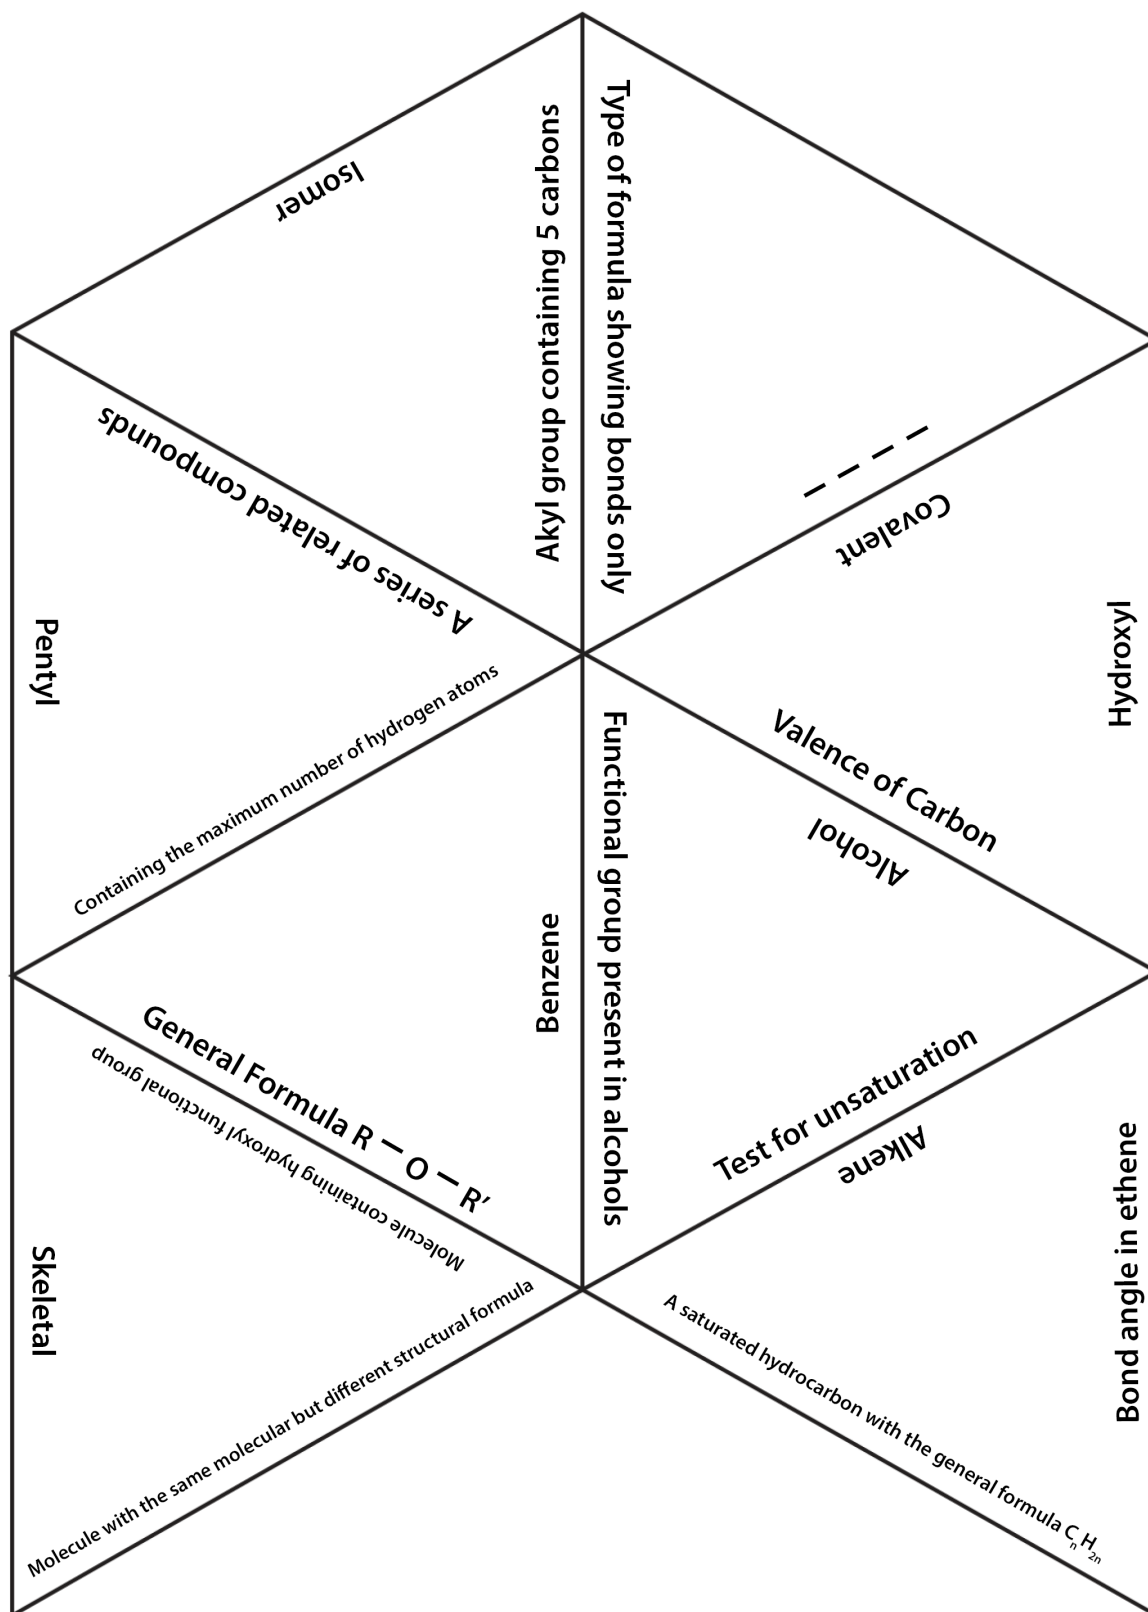 Isomer
Akyl group containing 5 carbons
Type of formula showing bonds only
A series of related compounds
Covalent
Pentyl
Hydroxyl
Containing the maximum number of hydrogen atoms
Valence of Carbon
Alcohol
Benzene
Functional group present in alcohols
General Formula R — O — R′
Molecule containing hydroxyl functional group
Test for unsaturation
Alkene
Skeletal
Bond angle in ethene
Molecule with the same molecular but different structural formula
A saturated hydrocarbon with the general formula CnH2n